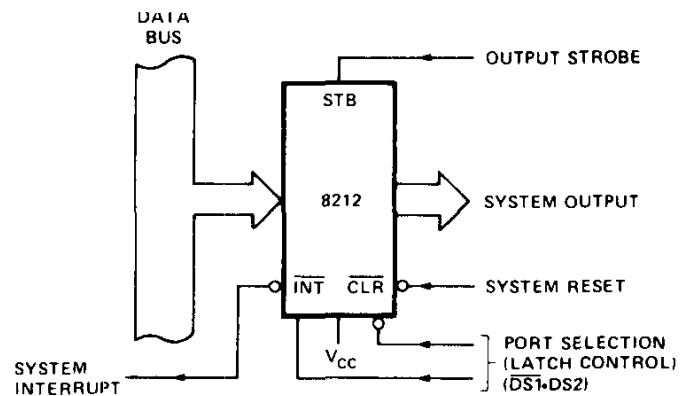 DATA
BUS
OUTPUT STROBE
STB
8212
SYSTEM OUTPUT
INT CLR
SYSTEM RESET
PORT SELECTION
(LATCH CONTROL)
(DS1•DS2)
VCC
SYSTEM
INTERRUPT